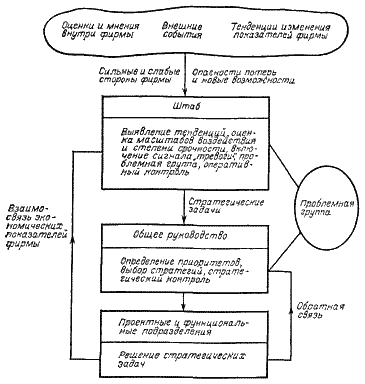 Оценки и мнения
внутри фирмы
Внешние
события
Тенденции изменения
показателей фирмы
Сильные и слабые
стороны фирмы
Опасности потерь
и новые возможности
Штаб
Выявление тенденций, оцен-
ка масштабов воздействия
и степени срочности, вклю-
чение сигнала „тревоги", про-
блемная группа, оператив-
ный контроль
Стратегические
задачи
Проблемная
группа
Взаимо-
связь эко-
номических
показателей
фирмы
Общее руководство
Определение приоритетов,
выбор стратегий, страте-
гический контроль
Обратная
связь
Проектные и функциональ-
ные подразделения
Решение стратегических
задач